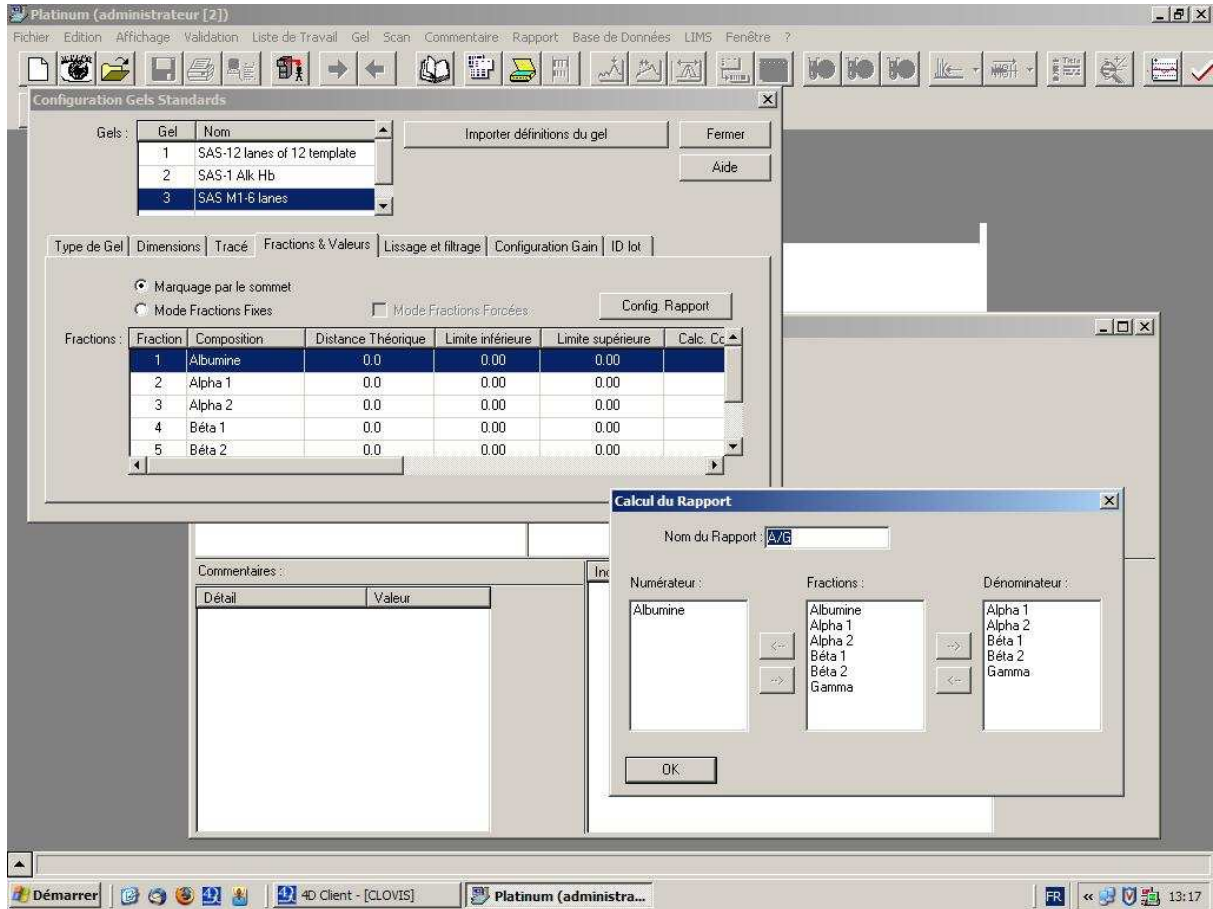 Platinum (administrateur [2])
Fichier Edition Affichage Validation Liste de Travail Gel Scan Commentaire Rapport Base de Données LIMS Fenêtre ?
Configuration Gels Standards
Gels : Gel Nom
1 SAS-12 lanes of 12 template
2 SAS-1 Alk Hb
3 SAS M1-6 lanes
Importer définitions du gel
Fermer
Aide
Type de Gel Dimensions Tracé Fractions & Valeurs Lissage et filtrage Configuration Gain ID lot
Marquage par le sommet
Mode Fractions Fixes
Mode Fractions Forcées
Config. Rapport
Fractions : Fraction Composition Distance Théorique Limite inférieure Limite supérieure Calc. Cc
1 Albumine 0.0 0.00 0.00
2 Alpha 1 0.0 0.00 0.00
3 Alpha 2 0.0 0.00 0.00
4 Béta 1 0.0 0.00 0.00
5 Béta 2 0.0 0.00 0.00
Commentaires :
Détail Valeur
Calcul du Rapport
Nom du Rapport : A/G
Numérateur :
Albumine
Fractions :
Albumine
Alpha 1
Alpha 2
Béta 1
Béta 2
Gamma
Dénominateur :
Alpha 1
Alpha 2
Béta 1
Béta 2
Gamma
<--
-->
-->
<--
OK
Démarrer
4D Client - [CLOVIS]
Platinum (administra...
FR
13:17